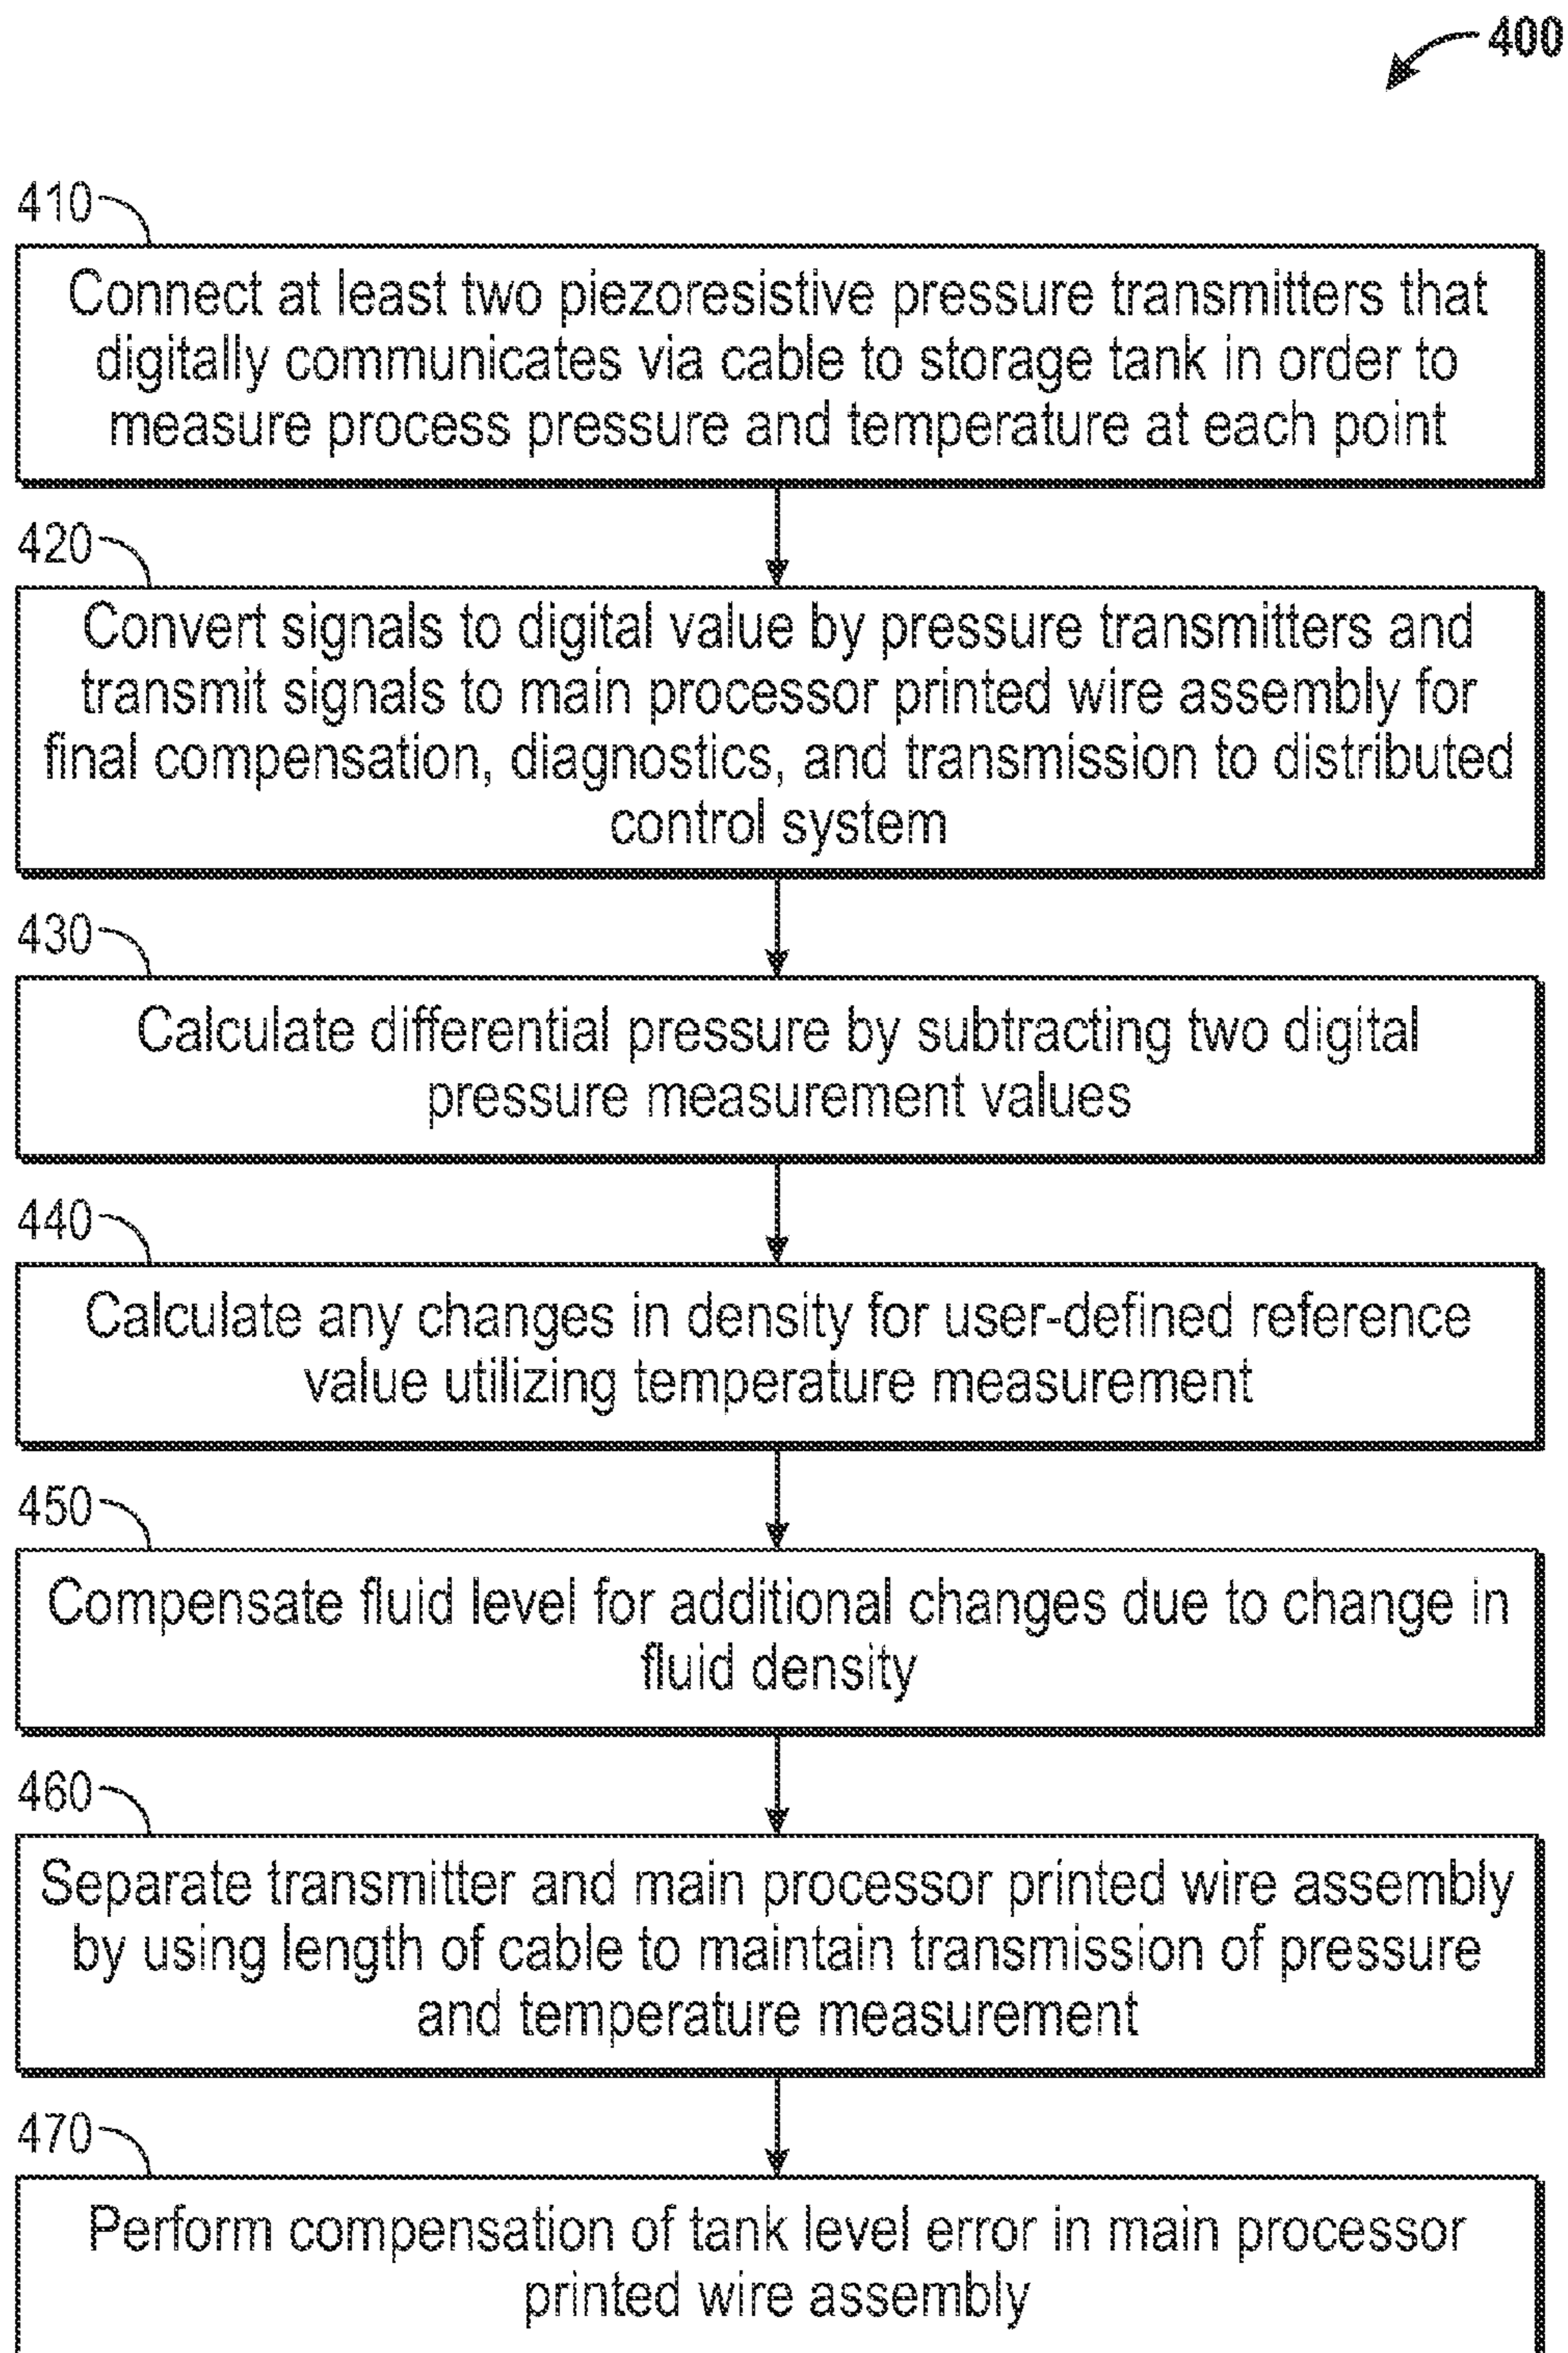 400
410
Connect at least two piezoresistive pressure transmitters that
digitally communicates via cable to storage tank in order to
measure process pressure and temperature at each point
420
Convert signals to digital value by pressure transmitters and
transmit signals to main processor printed wire assembly for
final compensation, diagnostics, and transmission to distributed
control system
430
Calculate differential pressure by subtracting two digital
pressure measurement values
440
Calculate any changes in density for user-defined reference
value utilizing temperature measurement
450
Compensate fluid level for additional changes due to change in
fluid density
460
Separate transmitter and main processor printed wire assembly
by using length of cable to maintain transmission of pressure
and temperature measurement
470
Perform compensation of tank level error in main processor
printed wire assembly